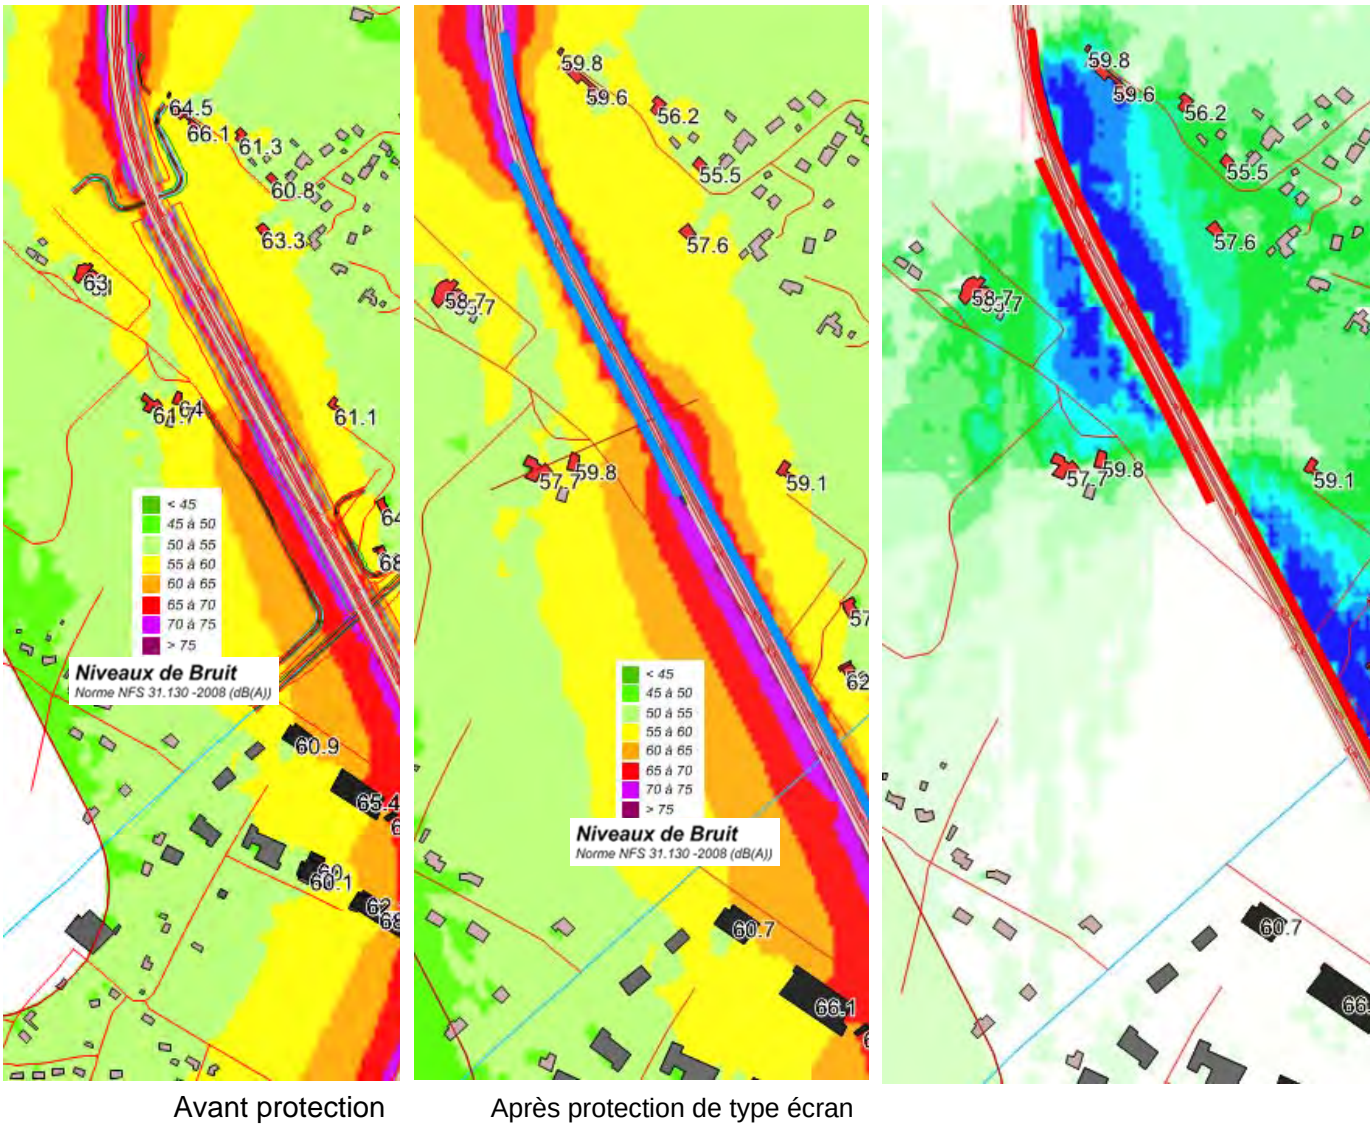 64.5
66.1
61.3
60.8
63.3
63
61.7
64
61.1
64
68
< 45
45 à 50
50 à 55
55 à 60
60 à 65
65 à 70
70 à 75
> 75
Niveaux de Bruit
Norme NFS 31.130 -2008 (dB(A))
60.9
65.4
60.1
62
68
Avant protection
59.8
59.6
56.2
55.5
57.6
58.7
59.8
57.7
59.1
57
62
< 45
45 à 50
50 à 55
55 à 60
60 à 65
65 à 70
70 à 75
> 75
Niveaux de Bruit
Norme NFS 31.130 -2008 (dB(A))
60.7
66.1
6
Après protection de type écran
59.8
59.6
56.2
55.5
57.6
58.7
59.8
57.7
59.1
60.7
66.